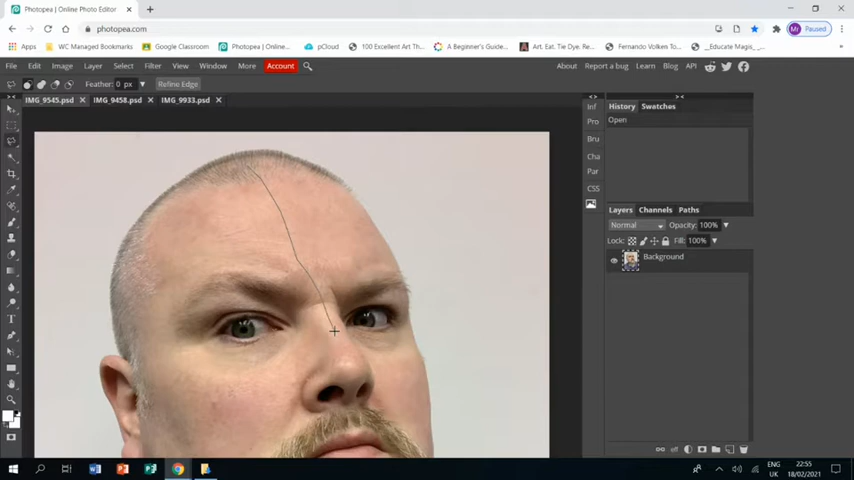 Photopea | Online Photo Editor
photopea.com
Paused
Apps WC Managed Bookmarks Google Classroom Photopea | Online... pCloud 100 Excellent Art Th... A Beginner's Guide... Art. Eat. Tie Dye. Re... Fernando Volken To... __Educate Magis_ -...
File Edit Image Layer Select Filter View Window More Account About Report a bug Learn Blog API
Feather: 0 px Refine Edge
IMG_9545.psd IMG_9458.psd IMG_9933.psd
Inf
Pro
Bru
Cha
Par
CSS
History Swatches
Open
Layers Channels Paths
Normal Opacity: 100%
Lock: Fill: 100%
Background
ENG
UK
22:55
18/02/2021